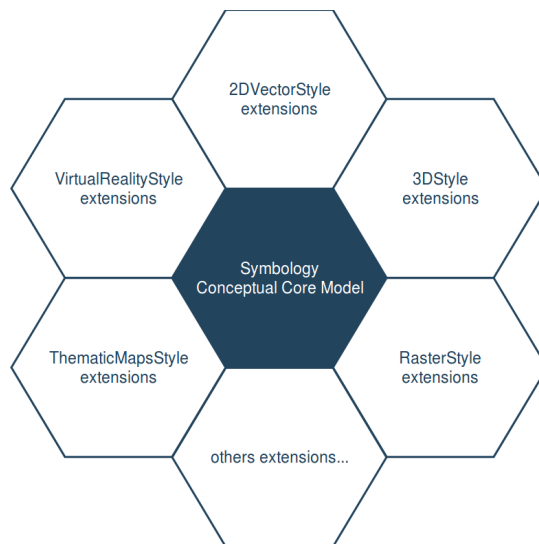 2DVectorStyle
extensions
VirtualRealityStyle
extensions
3DStyle
extensions
Symbology
Conceptual Core Model
ThematicMapsStyle
extensions
RasterStyle
extensions
others extensions...